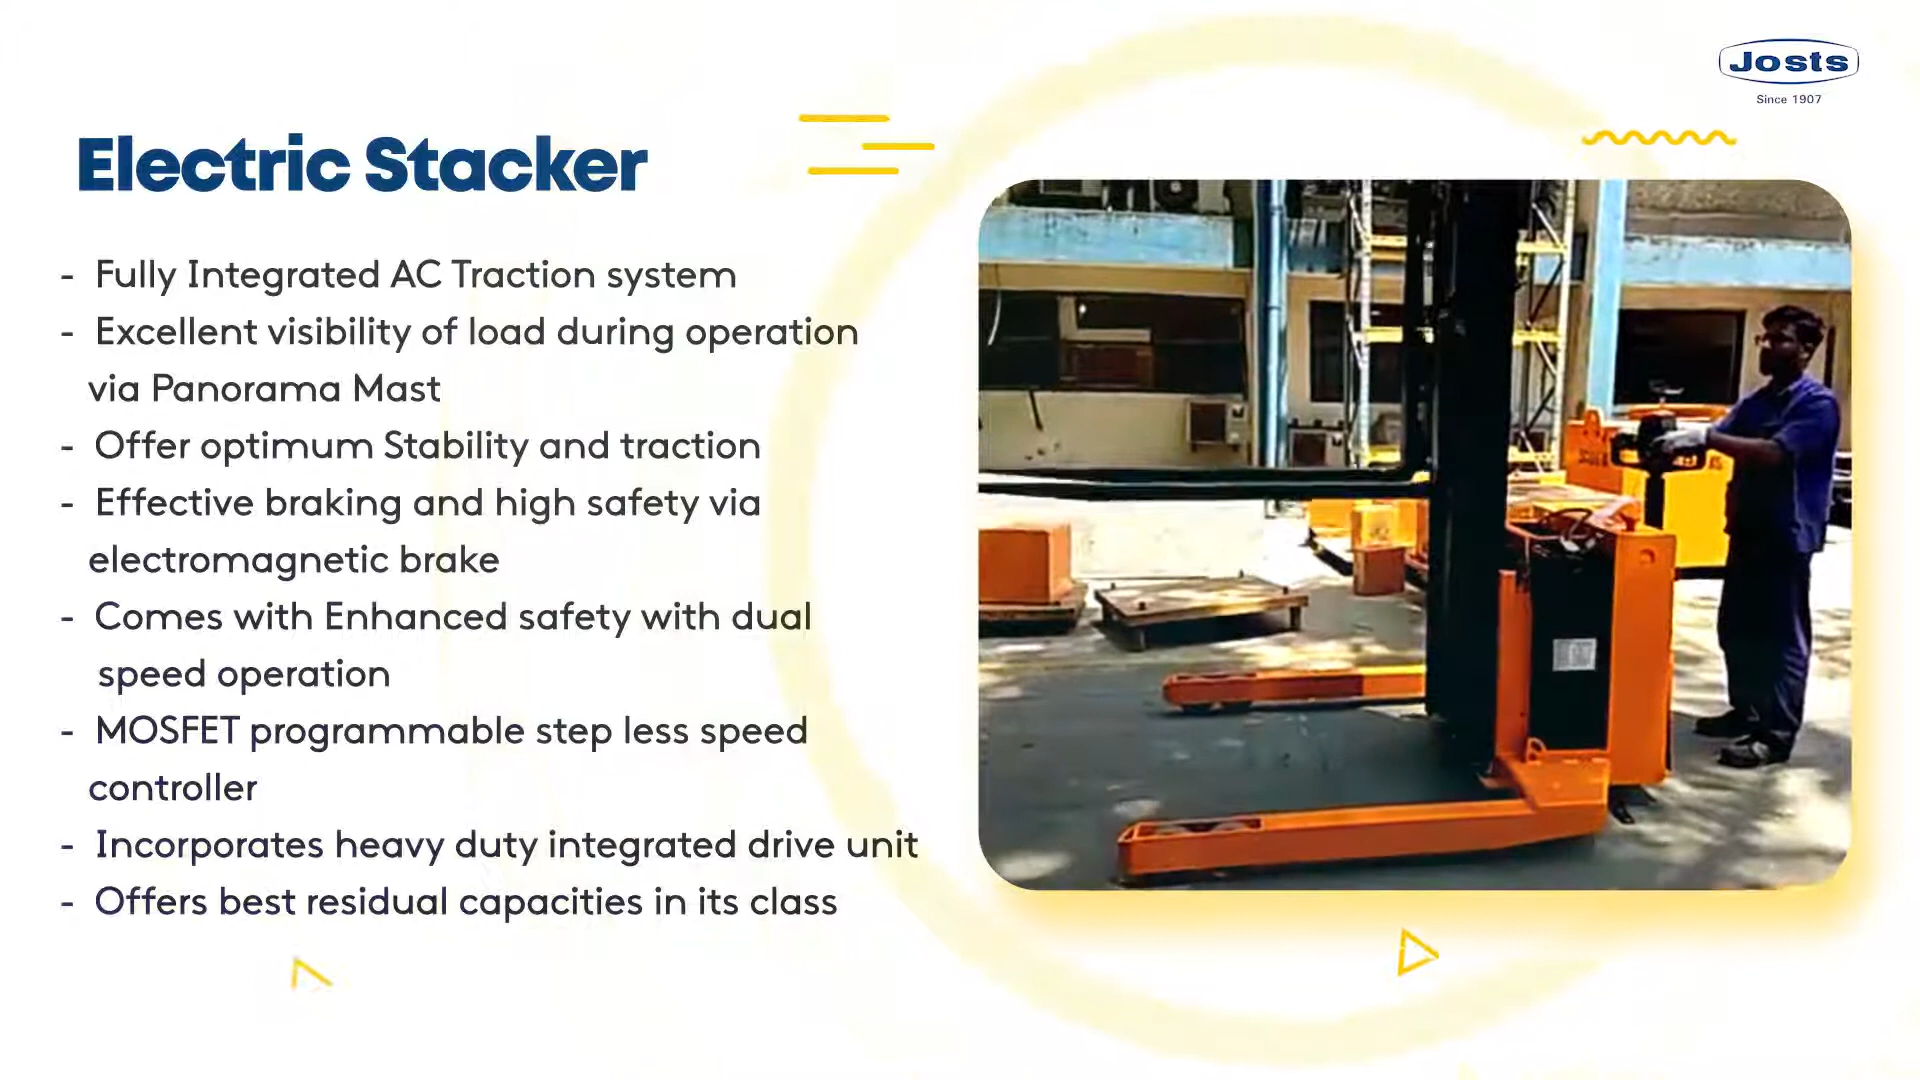 Josts
Since 1907
Electric Stacker
- Fully Integrated AC Traction system
- Excellent visibility of load during operation
via Panorama Mast
- Offer optimum Stability and traction
- Effective braking and high safety via
electromagnetic brake
- Comes with Enhanced safety with dual
speed operation
- MOSFET programmable step less speed
controller
- Incorporates heavy duty integrated drive unit
- Offers best residual capacities in its class